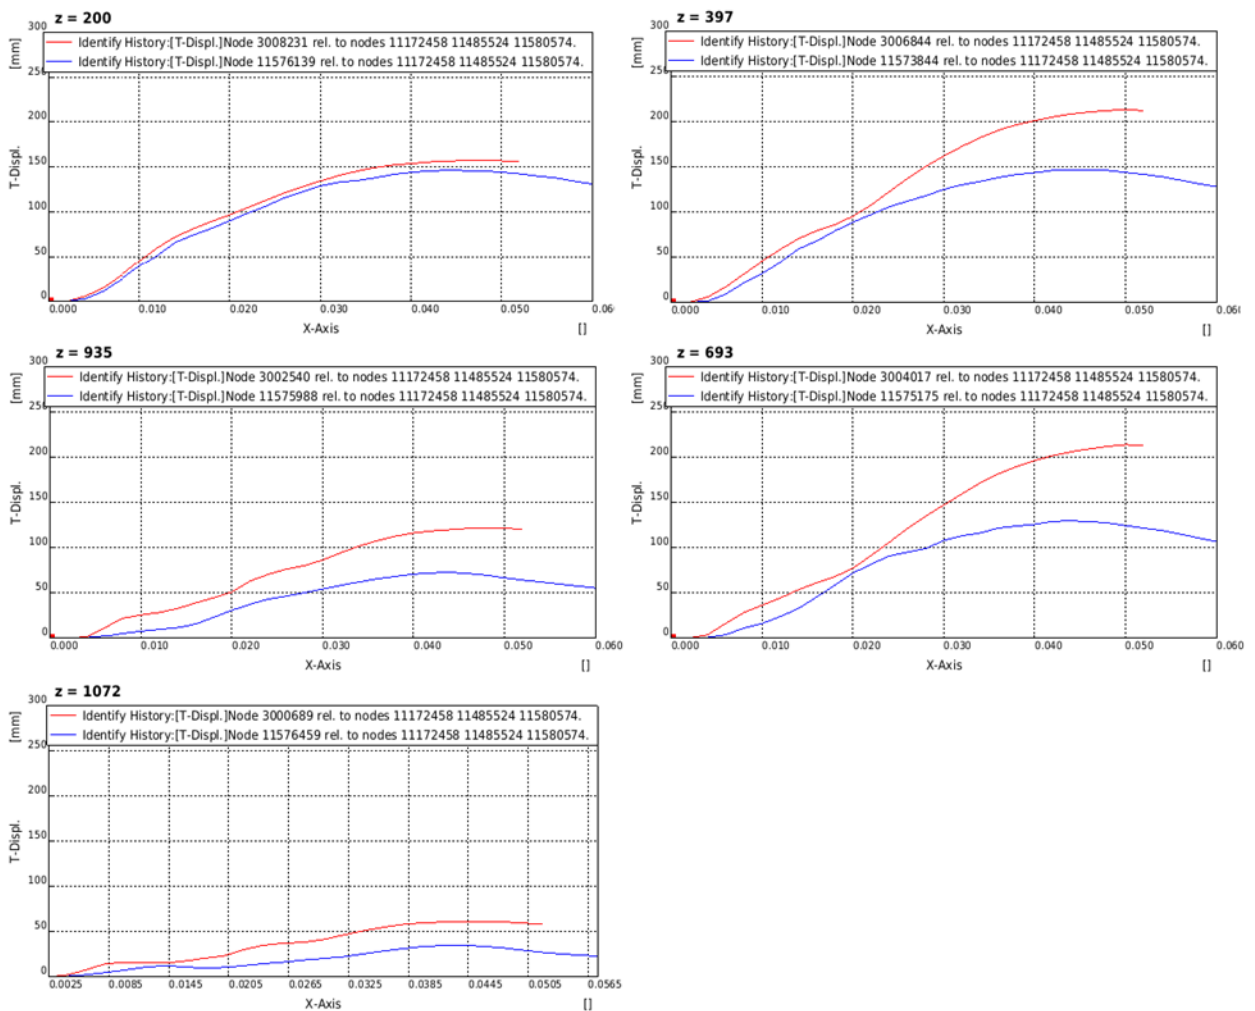 z = 200
300
[mm]
Identify History:[T-Displ.]Node 3008231 rel. to nodes 11172458 11485524 11580574.
Identify History:[T-Displ.]Node 11576139 rel. to nodes 11172458 11485524 11580574.
25
200
150
100
50
0
T-Displ.
0.000 0.010 0.020 0.030 0.040 0.050 0.06
X-Axis []
z = 397
300
[mm]
Identify History:[T-Displ.]Node 3006844 rel. to nodes 11172458 11485524 11580574.
Identify History:[T-Displ.]Node 11573844 rel. to nodes 11172458 11485524 11580574.
250
200
150
100
50
0
T-Displ.
0.000 0.010 0.020 0.030 0.040 0.050 0.06
X-Axis []
z = 935
300
[mm]
Identify History:[T-Displ.]Node 3002540 rel. to nodes 11172458 11485524 11580574.
Identify History:[T-Displ.]Node 11575988 rel. to nodes 11172458 11485524 11580574.
25
200
150
100
50
0
T-Displ.
0.000 0.010 0.020 0.030 0.040 0.050 0.060
X-Axis []
z = 693
300
[mm]
Identify History:[T-Displ.]Node 3004017 rel. to nodes 11172458 11485524 11580574.
Identify History:[T-Displ.]Node 11575175 rel. to nodes 11172458 11485524 11580574.
250
200
150
100
50
0
T-Displ.
0.000 0.010 0.020 0.030 0.040 0.050 0.060
X-Axis []
z = 1072
300
[mm]
Identify History:[T-Displ.]Node 3000689 rel. to nodes 11172458 11485524 11580574.
Identify History:[T-Displ.]Node 11576459 rel. to nodes 11172458 11485524 11580574.
250
200
150
100
50
0
T-Displ.
0.0025 0.0085 0.0145 0.0205 0.0265 0.0325 0.0385 0.0445 0.0505 0.0565
X-Axis []